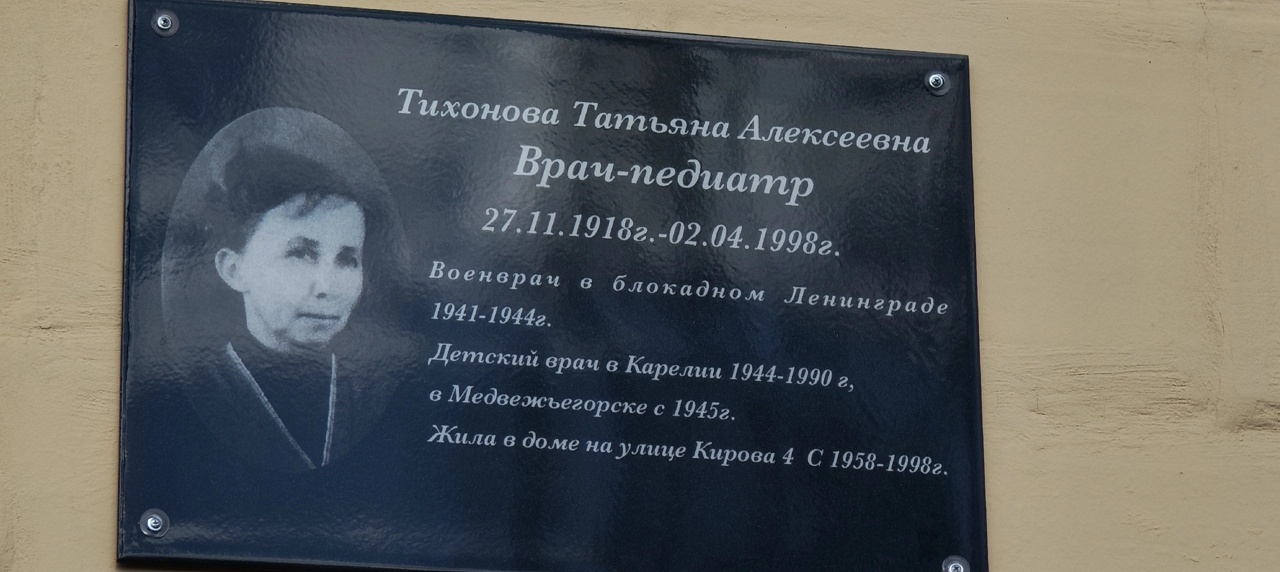 Тихонова Татьяна Алексеевна
Врач-педиатр
27.11.1918г.-02.04.1998г.
Военврач в блокадном Ленинграде
1941-1944г.
Детский врач в Карелии 1944-1990 г,
в Медвежьегорске с 1945г.
Жила в доме на улице Кирова 4 С 1958-1998г.